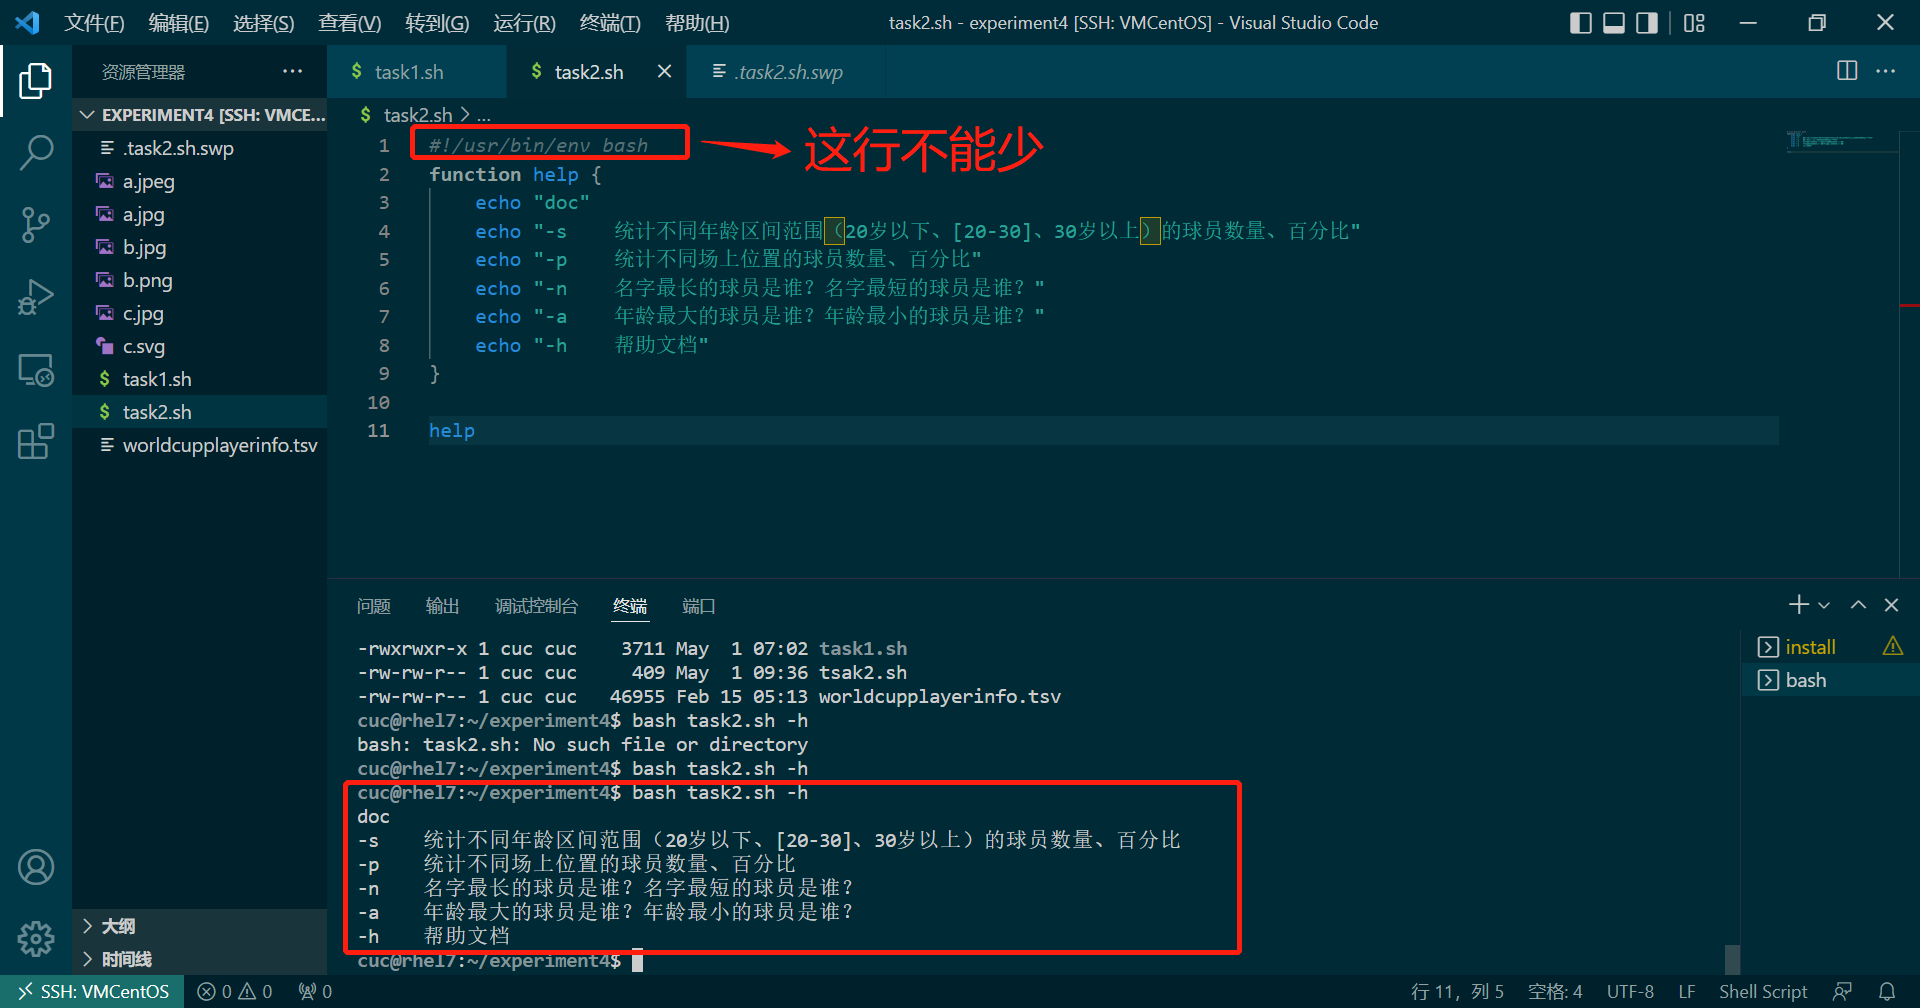 文件(F) 编辑(E) 选择(S) 查看(V) 转到(G) 运行(R) 终端(T) 帮助(H) task2.sh - experiment4 [SSH: VMCentOS] - Visual Studio Code
资源管理器 ···
EXPERIMENT4 [SSH: VMCE...
.task2.sh.swp
a.jpeg
a.jpg
b.jpg
b.png
c.jpg
c.svg
$ task1.sh
$ task2.sh
worldcupplayerinfo.tsv
大纲
时间线
$ task1.sh $ task2.sh .task2.sh.swp ···
$ task2.sh > ...
1 #!/usr/bin/env bash
这行不能少
2 function help {
3 echo "doc"
4 echo "-s 统计不同年龄区间范围（20岁以下、[20-30]、30岁以上）的球员数量、百分比"
5 echo "-p 统计不同场上位置的球员数量、百分比"
6 echo "-n 名字最长的球员是谁？名字最短的球员是谁？"
7 echo "-a 年龄最大的球员是谁？年龄最小的球员是谁？"
8 echo "-h 帮助文档"
9 }
10
11 help
问题 输出 调试控制台 终端 端口
-rwxrwxr-x 1 cuc cuc 3711 May 1 07:02 task1.sh
-rw-rw-r-- 1 cuc cuc 409 May 1 09:36 tsak2.sh
-rw-rw-r-- 1 cuc cuc 46955 Feb 15 05:13 worldcupplayerinfo.tsv
cuc@rhel7:~/experiment4$ bash task2.sh -h
bash: task2.sh: No such file or directory
cuc@rhel7:~/experiment4$ bash task2.sh -h
cuc@rhel7:~/experiment4$ bash task2.sh -h
doc
-s 统计不同年龄区间范围（20岁以下、[20-30]、30岁以上）的球员数量、百分比
-p 统计不同场上位置的球员数量、百分比
-n 名字最长的球员是谁？名字最短的球员是谁？
-a 年龄最大的球员是谁？年龄最小的球员是谁？
-h 帮助文档
cuc@rhel7:~/experiment4$
install
bash
SSH: VMCentOS 0 0 0 行 11，列 5 空格: 4 UTF-8 LF Shell Script